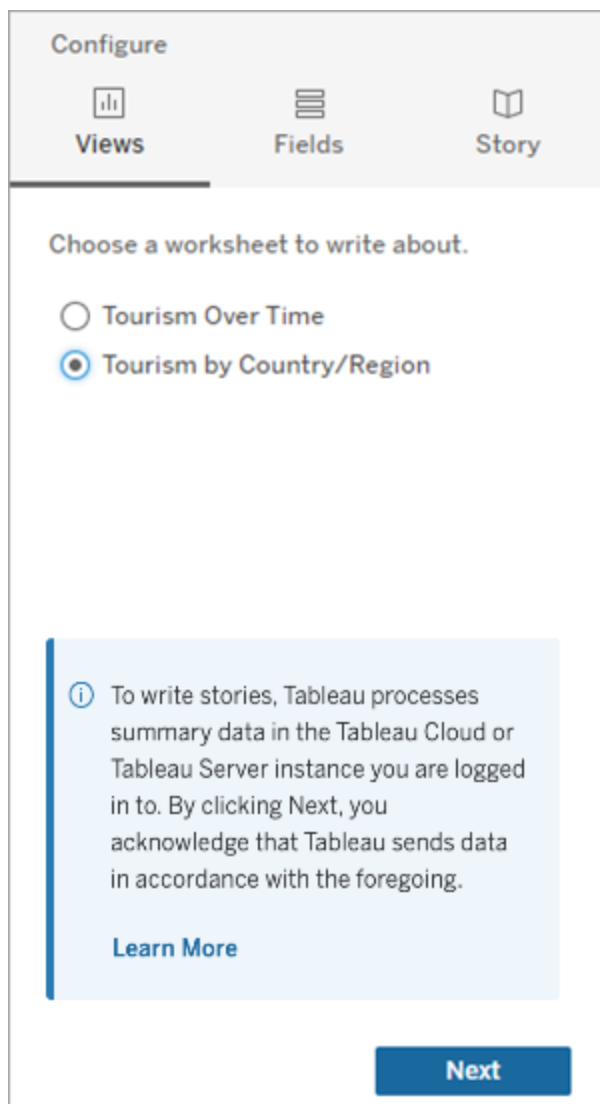 Configure
Views Fields Story
Choose a worksheet to write about.
Tourism Over Time
Tourism by Country/Region
To write stories, Tableau processes
summary data in the Tableau Cloud or
Tableau Server instance you are logged
in to. By clicking Next, you
acknowledge that Tableau sends data
in accordance with the foregoing.
Learn More
Next